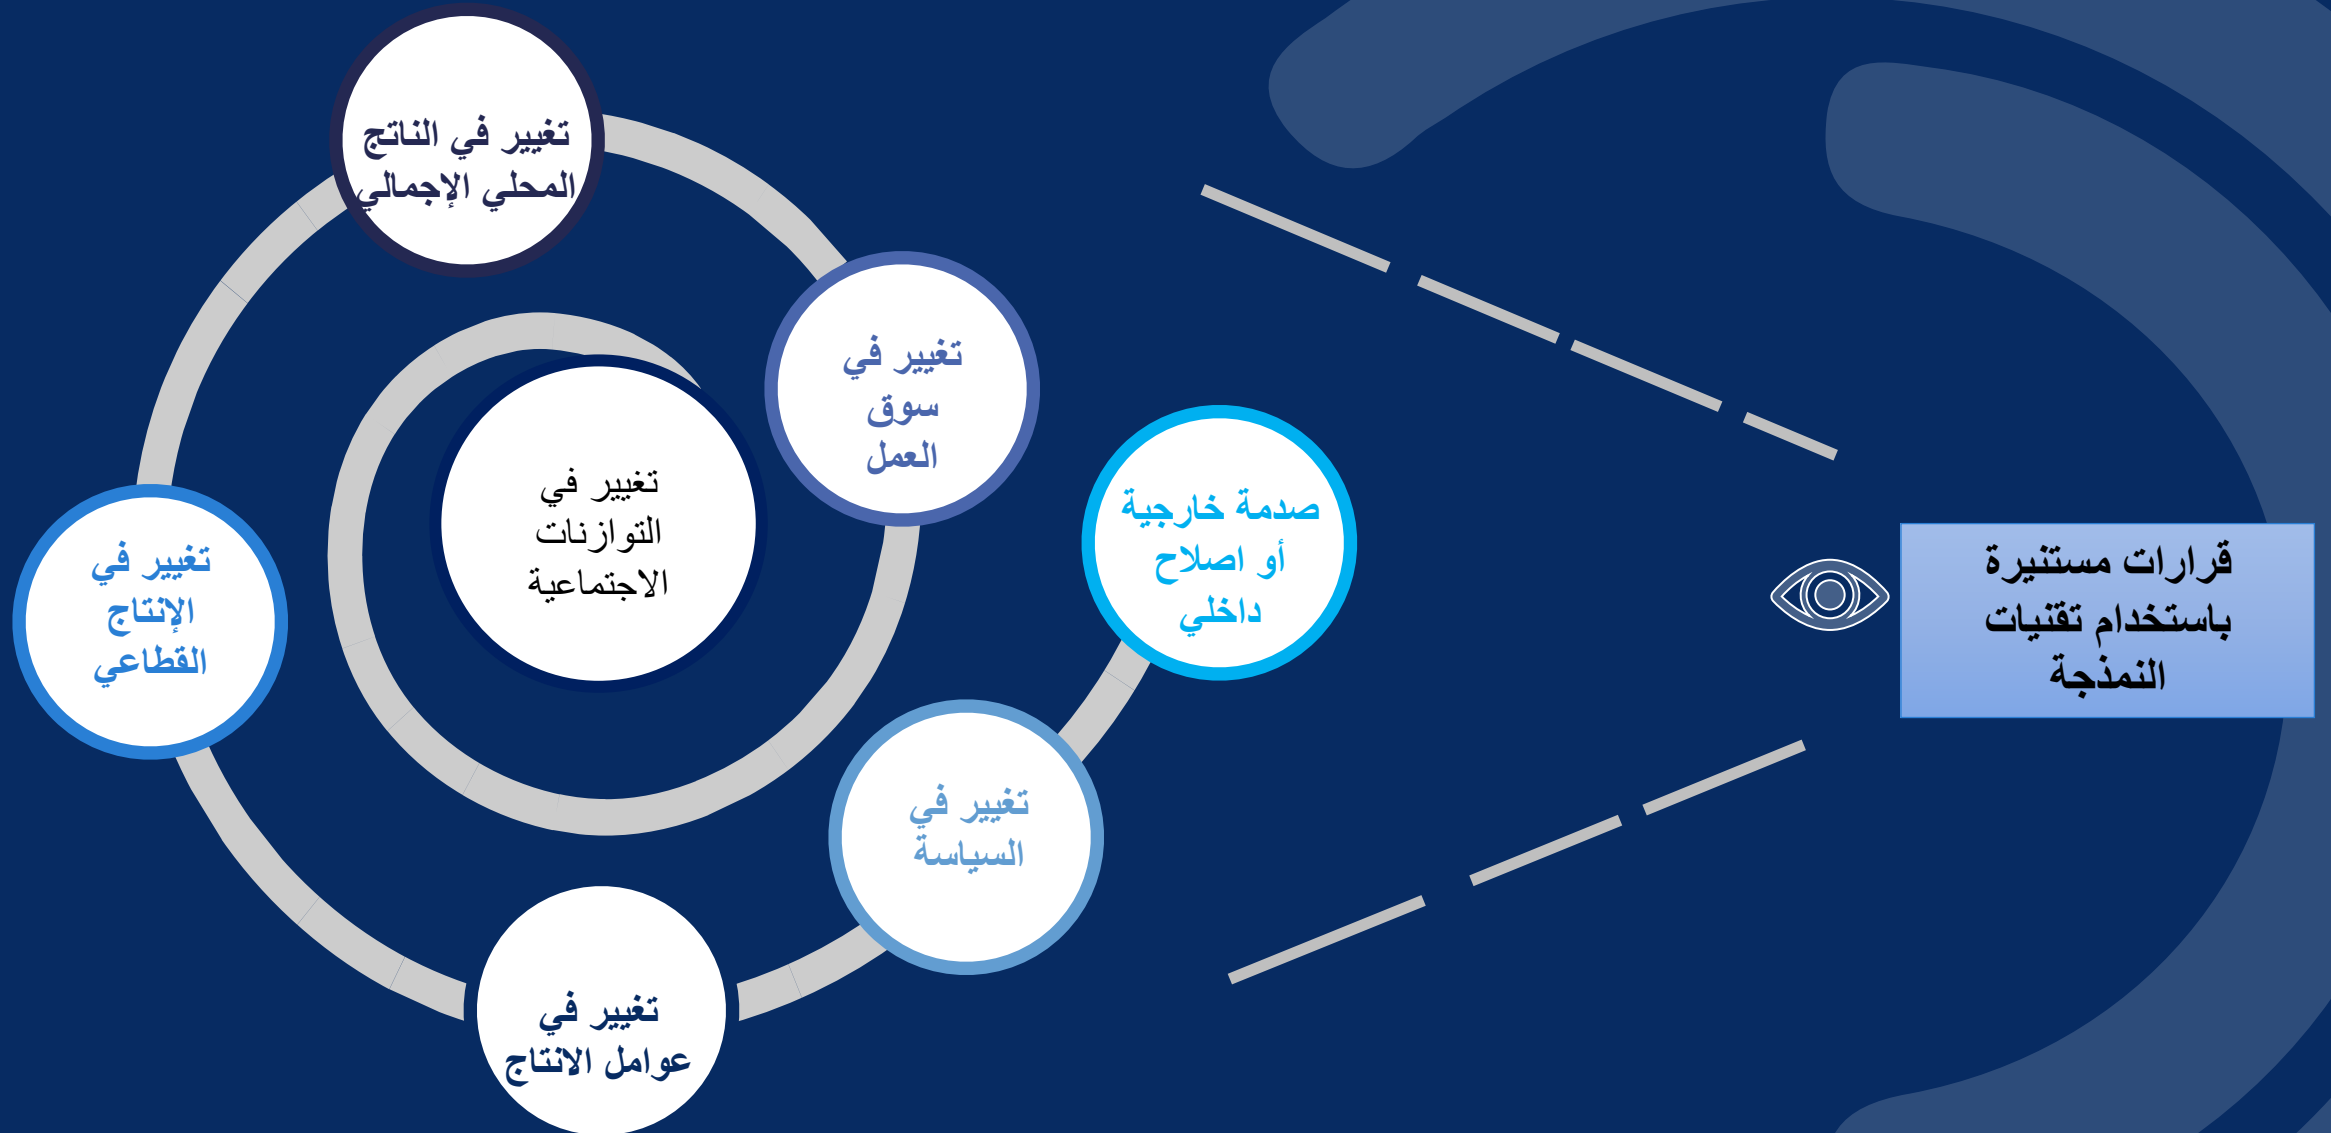 تغيير في الناتج
المحلي الإجمالي
تغيير في
سوق
العمل
صدمة خارجية
أو اصلاح
داخلي
تغيير في
التوازنات
الاجتماعية
تغيير في
الإنتاج
القطاعي
تغيير في
السياسة
تغيير في
عوامل الانتاج
قرارات مستنيرة
باستخدام تقنيات
النمذجة